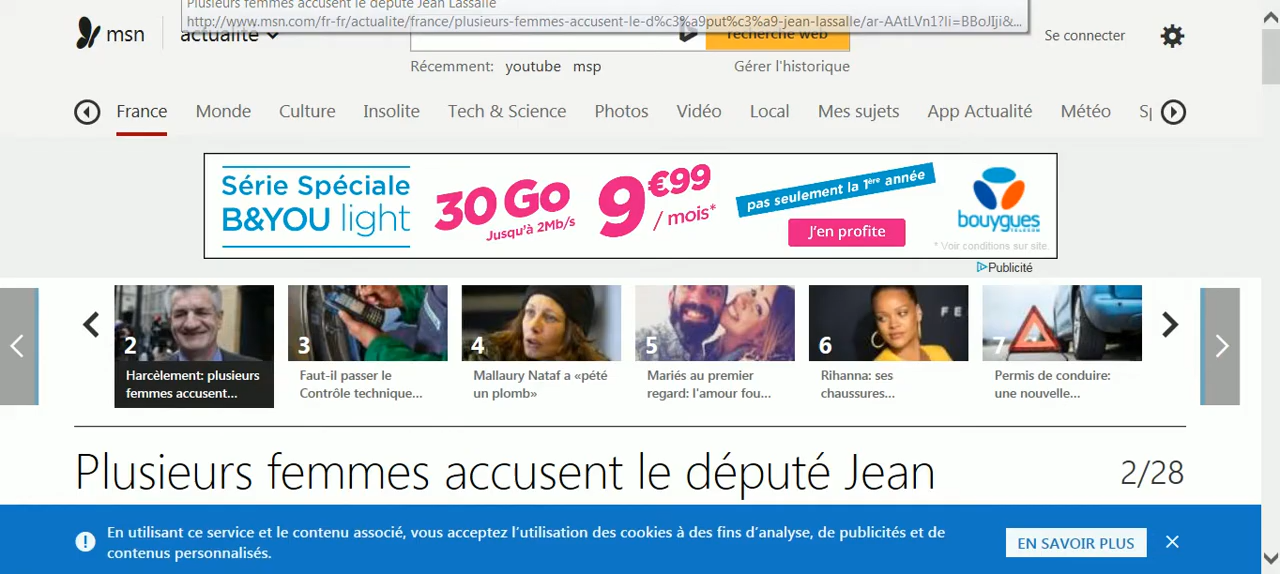 Plusieurs femmes accusent le député Jean Lassalle
http://www.msn.com/fr-fr/actualite/france/plusieurs-femmes-accusent-le-d%c3%a9put%c3%a9-jean-lassalle/ar-AAtLVn1?li=BBoJIji&...
msn
actualité
recherche web
Se connecter
Récemment: youtube msp
Gérer l'historique
France Monde Culture Insolite Tech & Science Photos Vidéo Local Mes sujets App Actualité Météo Sp
Série Spéciale
B&YOU light
30 Go
Jusqu'à 2Mb/s
9€99
/ mois*
pas seulement la 1ère année
J'en profite
bouygues
TELECOM
* Voir conditions sur site.
Publicité
2
Harcèlement: plusieurs
femmes accusent...
3
Faut-il passer le
Contrôle technique...
4
Mallaury Nataf a «pété
un plomb»
5
Mariés au premier
regard: l'amour fou...
6
FE
Rihanna: ses
chaussures...
7
Permis de conduire:
une nouvelle...
Plusieurs femmes accusent le député Jean
2/28
En utilisant ce service et le contenu associé, vous acceptez l'utilisation des cookies à des fins d'analyse, de publicités et de
contenus personnalisés.
EN SAVOIR PLUS